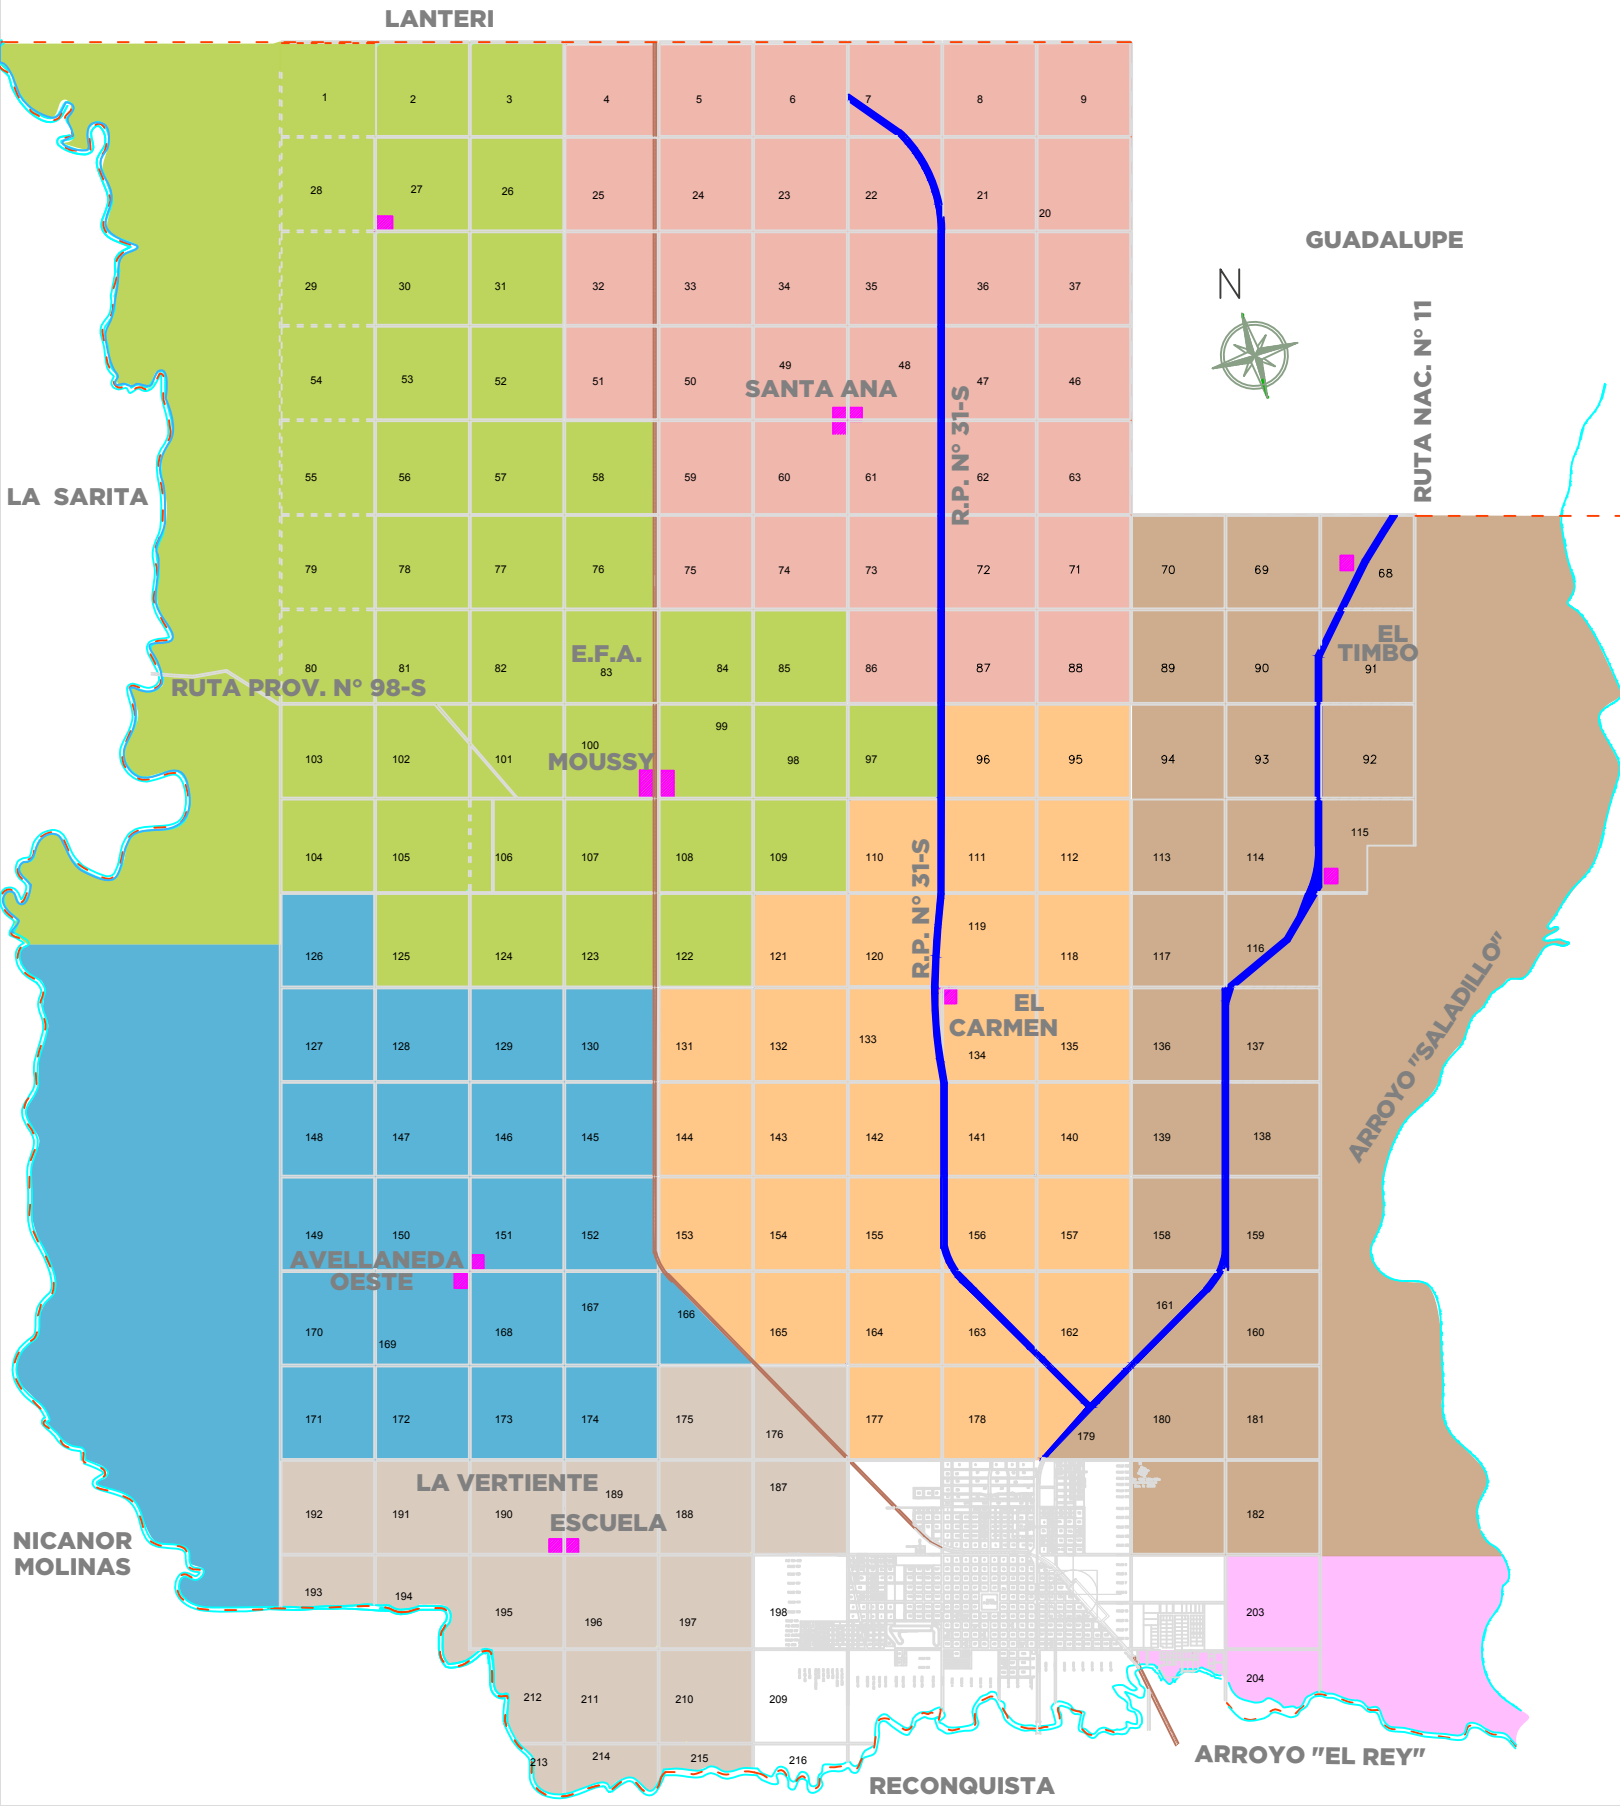 LANTERI
1 2 3 4 5 6 7 8 9
28 27 26 25 24 23 22 21 20
GUADALUPE
N
29 30 31 32 33 34 35 36 37
RUTA NAC. N° 11
54 53 52 51 50 49 48 47 46
SANTA ANA
R.P. N° 31-S
55 56 57 58 59 60 61 62 63
LA SARITA
79 78 77 76 75 74 73 72 71 70 69 68
EL
TIMBO
E.F.A.
80 81 82 83 84 85 86 87 88 89 90 91
RUTA PROV. N° 98-S
103 102 101 100 99 98 97 96 95 94 93 92
MOUSSY
104 105 106 107 108 109 110 111 112 113 114 115
R.P. N° 31-S
126 125 124 123 122 121 120 119 118 117 116
ARROYO "SALADILLO"
EL
CARMEN
127 128 129 130 131 132 133 134 135 136 137
148 147 146 145 144 143 142 141 140 139 138
149 150 151 152 153 154 155 156 157 158 159
AVELLANEDA
OESTE
170 169 168 167 166 165 164 163 162 161 160
171 172 173 174 175 176 177 178 179 180 181
LA VERTIENTE
192 191 190 189 188 187 182
ESCUELA
NICANOR
MOLINAS
193 194 195 196 197 198 203
212 211 210 209 204
213 214 215 216
ARROYO "EL REY"
RECONQUISTA